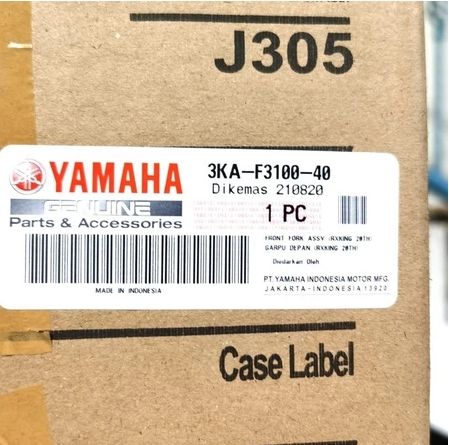 J305
YAMAHA
GENUINE
Parts & Accessories
MADE IN INDONESIA
3KA-F3100-40
Dikemas 210820
1 PC
FRONT FORK ASSY (RXKING 20TH)
GARPU DEPAN (RXKING 20TH)
Diedarkan Oleh
PT.YAMAHA INDONESIA MOTOR MFG.
JAKARTA-INDONESIA 13920
Case Label